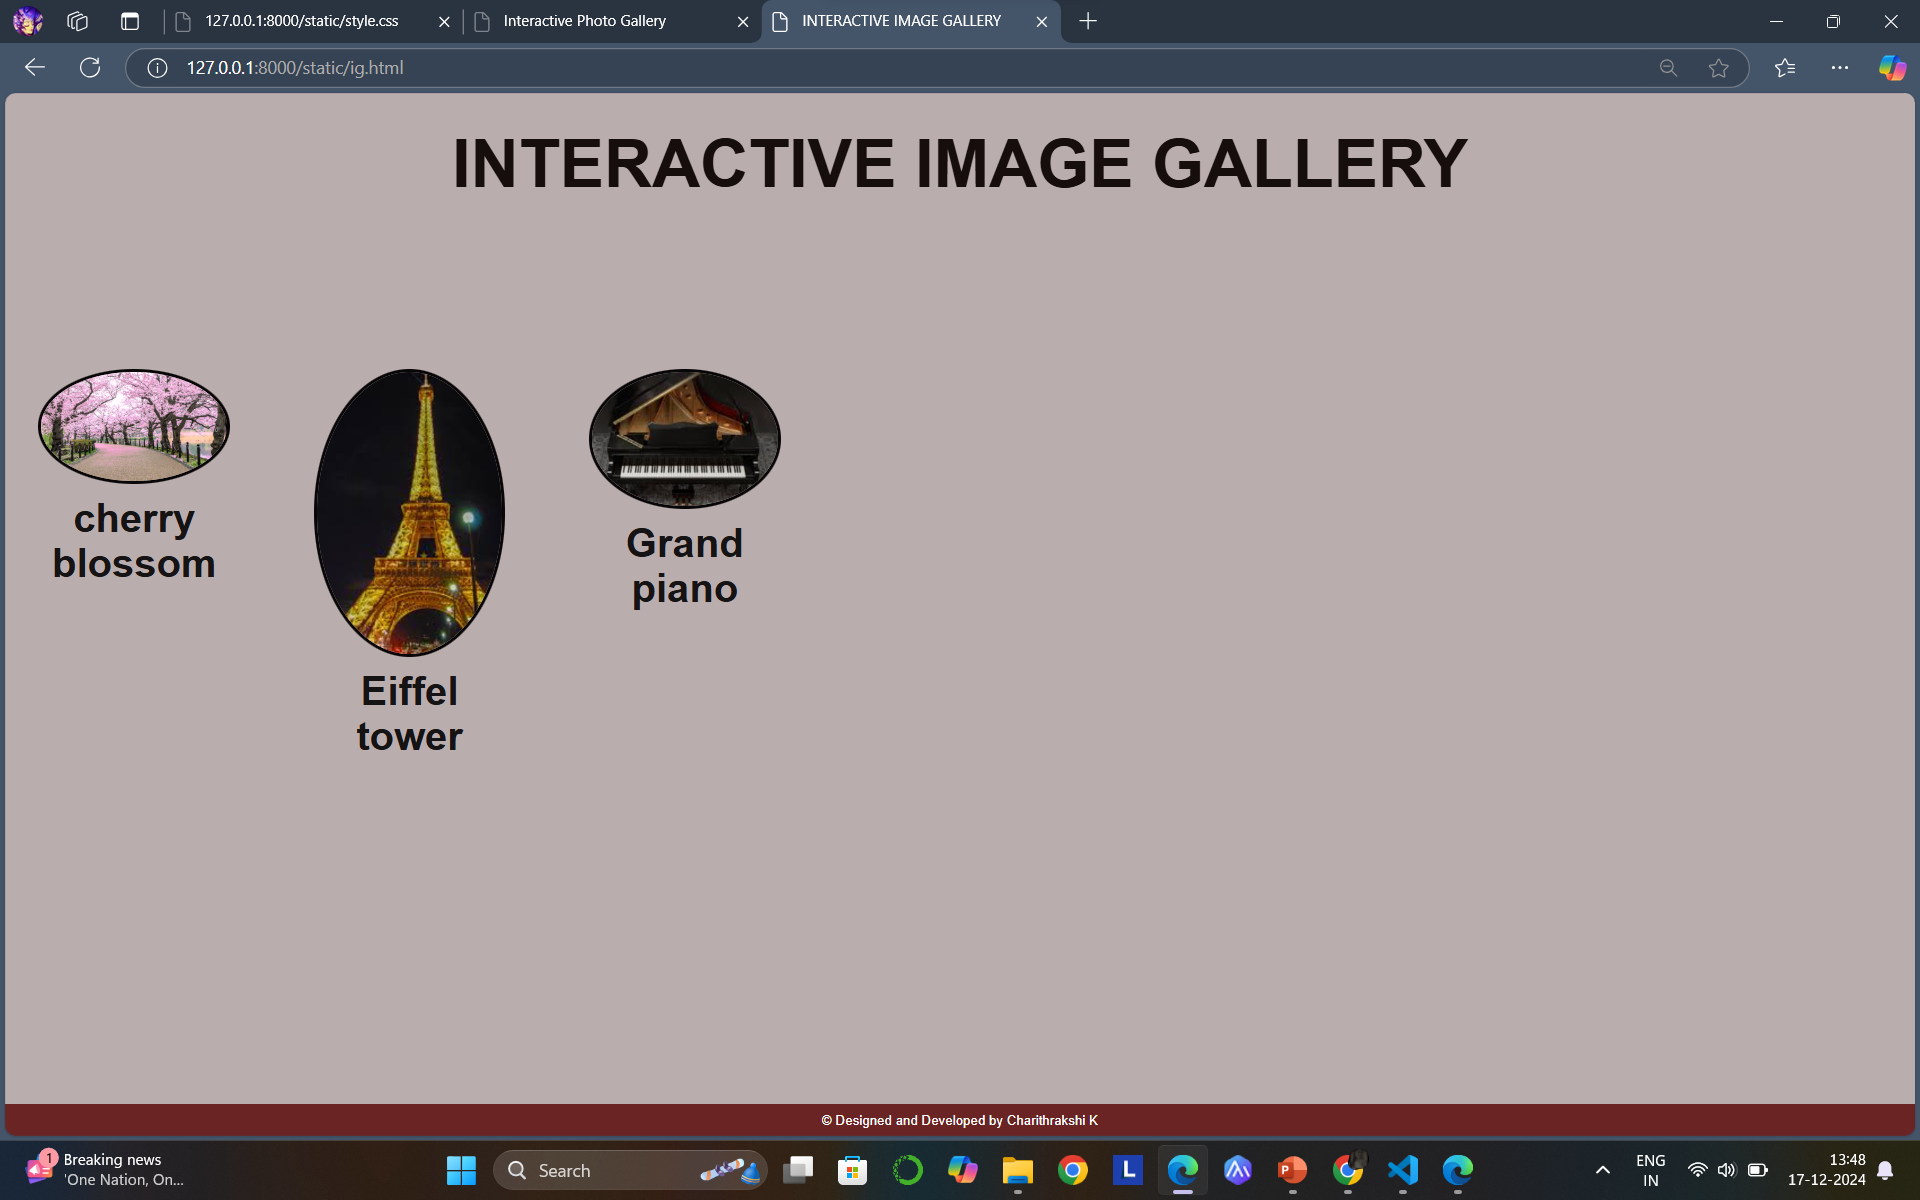 127.0.0.1:8000/static/style.css
Interactive Photo Gallery
INTERACTIVE IMAGE GALLERY
127.0.0.1:8000/static/ig.html
INTERACTIVE IMAGE GALLERY
cherry
blossom
Eiffel
tower
Grand
piano
© Designed and Developed by Charithrakshi K
1
Breaking news
'One Nation, On...
Search
L
P
ENG
IN
13:48
17-12-2024